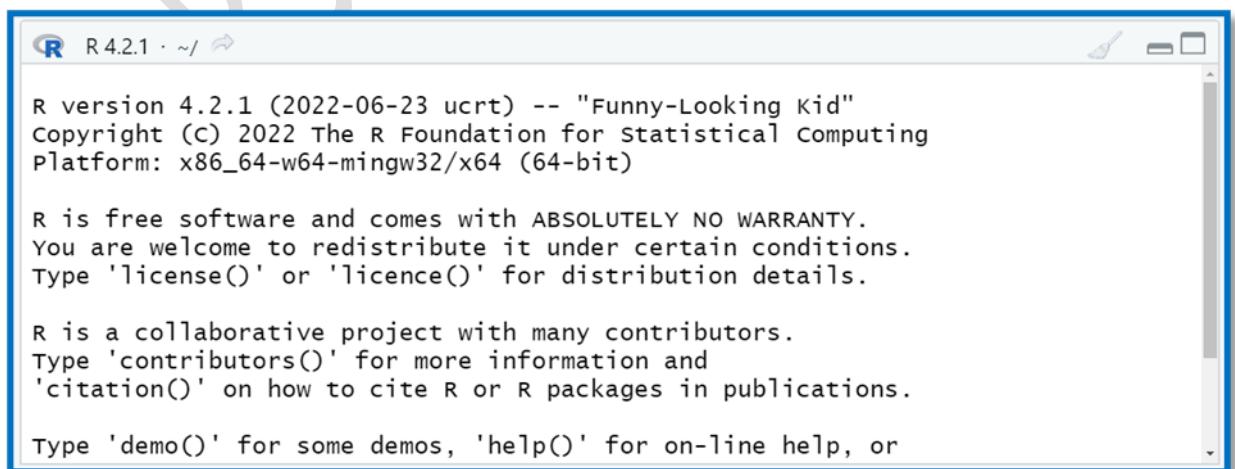 R R 4.2.1 · ~/
R version 4.2.1 (2022-06-23 ucrt) -- "Funny-Looking Kid"
Copyright (C) 2022 The R Foundation for Statistical Computing
Platform: x86_64-w64-mingw32/x64 (64-bit)
R is free software and comes with ABSOLUTELY NO WARRANTY.
You are welcome to redistribute it under certain conditions.
Type 'license()' or 'licence()' for distribution details.
R is a collaborative project with many contributors.
Type 'contributors()' for more information and
'citation()' on how to cite R or R packages in publications.
Type 'demo()' for some demos, 'help()' for on-line help, or